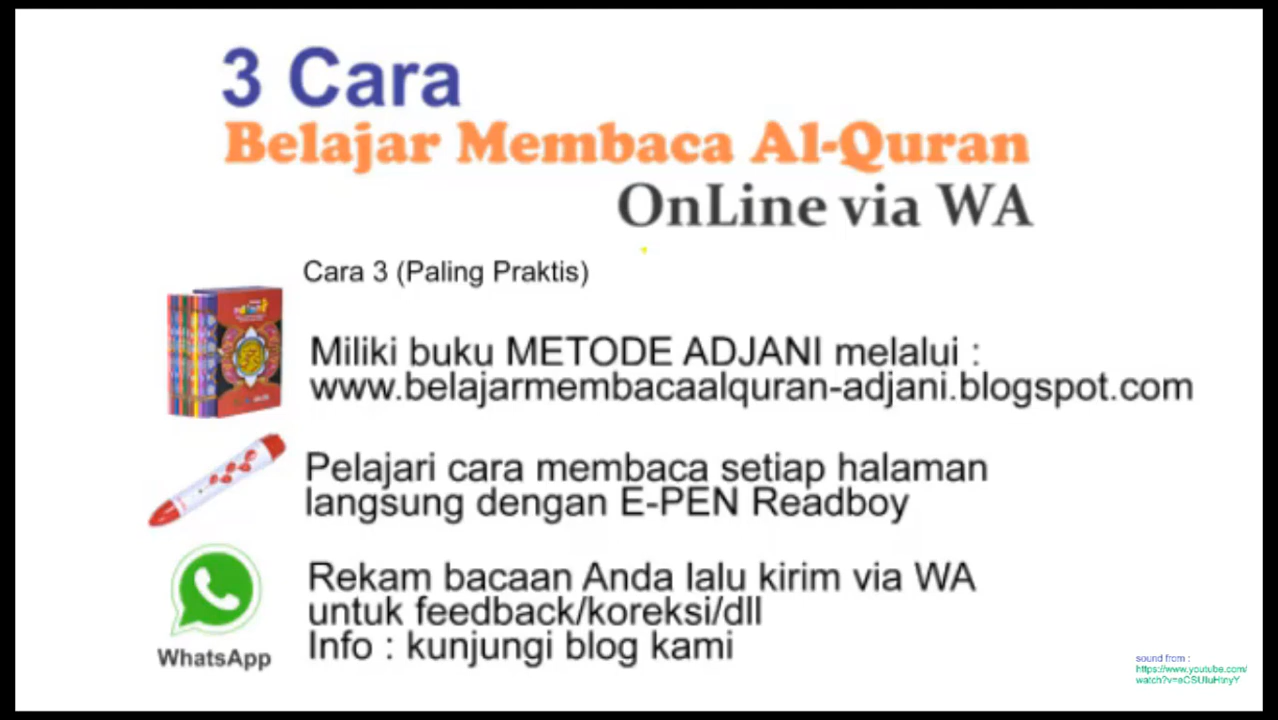 3 Cara
Belajar Membaca Al-Quran
OnLine via WA
Cara 3 (Paling Praktis)
Miliki buku METODE ADJANI melalui :
www.belajarmembacaalquran-adjani.blogspot.com
Pelajari cara membaca setiap halaman
langsung dengan E-PEN Readboy
Rekam bacaan Anda lalu kirim via WA
untuk feedback/koreksi/dll
Info : kunjungi blog kami
WhatsApp
sound from :
https://www.youtube.com/